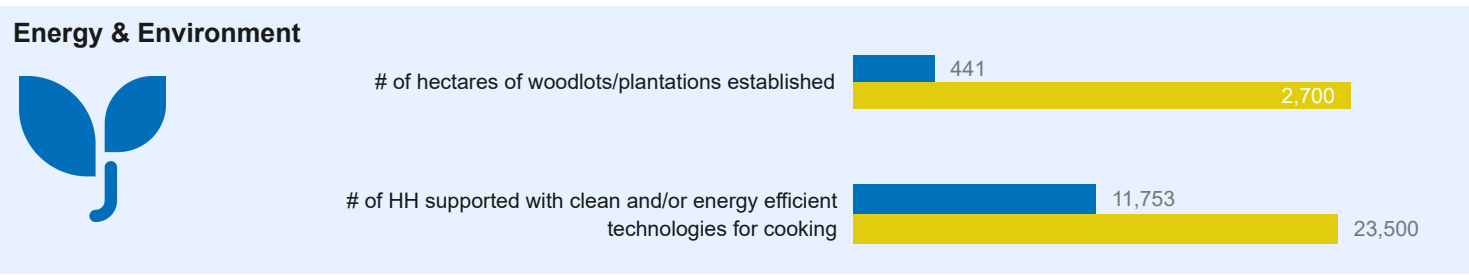 Energy & Environment
# of hectares of woodlots/plantations established
441
2,700
# of HH supported with clean and/or energy efficient
technologies for cooking
11,753
23,500